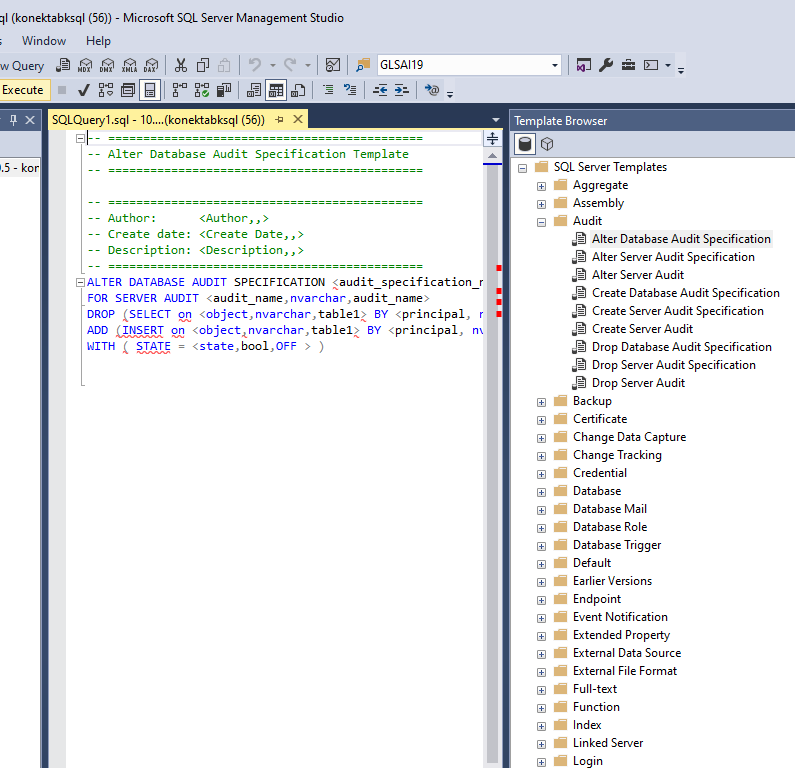 ql (konektabksql (56)) - Microsoft SQL Server Management Studio
s Window Help
w Query MDX DMX XMLA DAX GLSAI19
Execute
SQLQuery1.sql - 10....(konektabksql (56))
0.5 - kor
-- =============================================
-- Alter Database Audit Specification Template
-- =============================================
-- =============================================
-- Author: <Author,,>
-- Create date: <Create Date,,>
-- Description: <Description,,>
-- =============================================
ALTER DATABASE AUDIT SPECIFICATION <audit_specification_n
FOR SERVER AUDIT <audit_name,nvarchar,audit_name>
DROP (SELECT on <object,nvarchar,table1> BY <principal, n
ADD (INSERT on <object,nvarchar,table1> BY <principal, nv
WITH ( STATE = <state,bool,OFF > )
Template Browser
SQL Server Templates
Aggregate
Assembly
Audit
Alter Database Audit Specification
Alter Server Audit Specification
Alter Server Audit
Create Database Audit Specification
Create Server Audit Specification
Create Server Audit
Drop Database Audit Specification
Drop Server Audit Specification
Drop Server Audit
Backup
Certificate
Change Data Capture
Change Tracking
Credential
Database
Database Mail
Database Role
Database Trigger
Default
Earlier Versions
Endpoint
Event Notification
Extended Property
External Data Source
External File Format
Full-text
Function
Index
Linked Server
Login